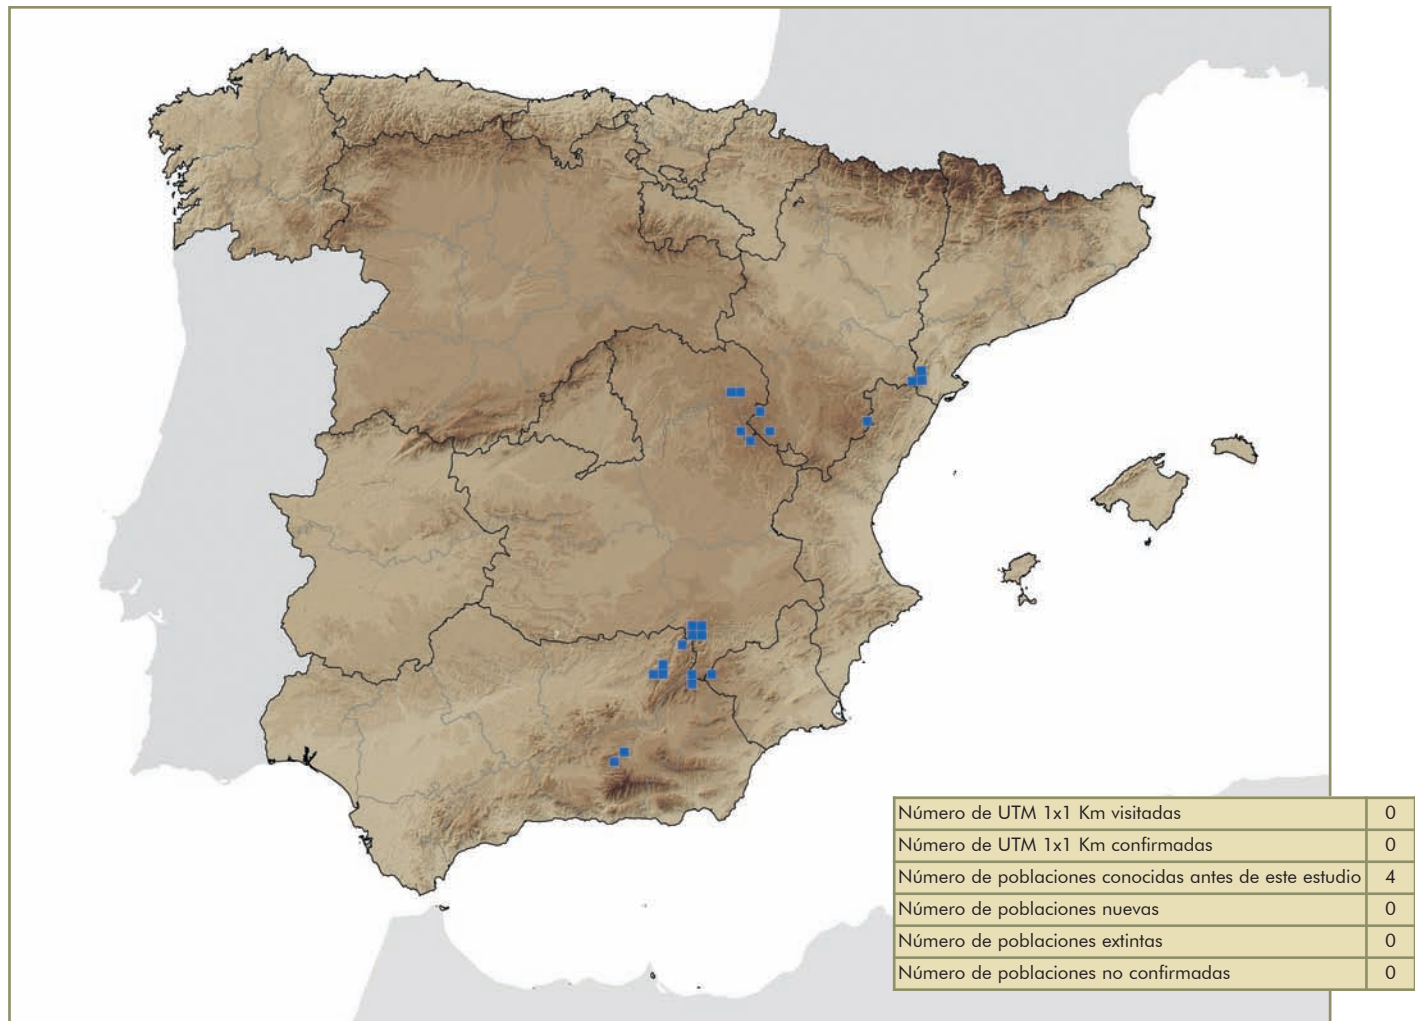 Número de UTM 1x1 Km visitadas 0
Número de UTM 1x1 Km confirmadas 0
Número de poblaciones conocidas antes de este estudio 4
Número de poblaciones nuevas 0
Número de poblaciones extintas 0
Número de poblaciones no confirmadas 0